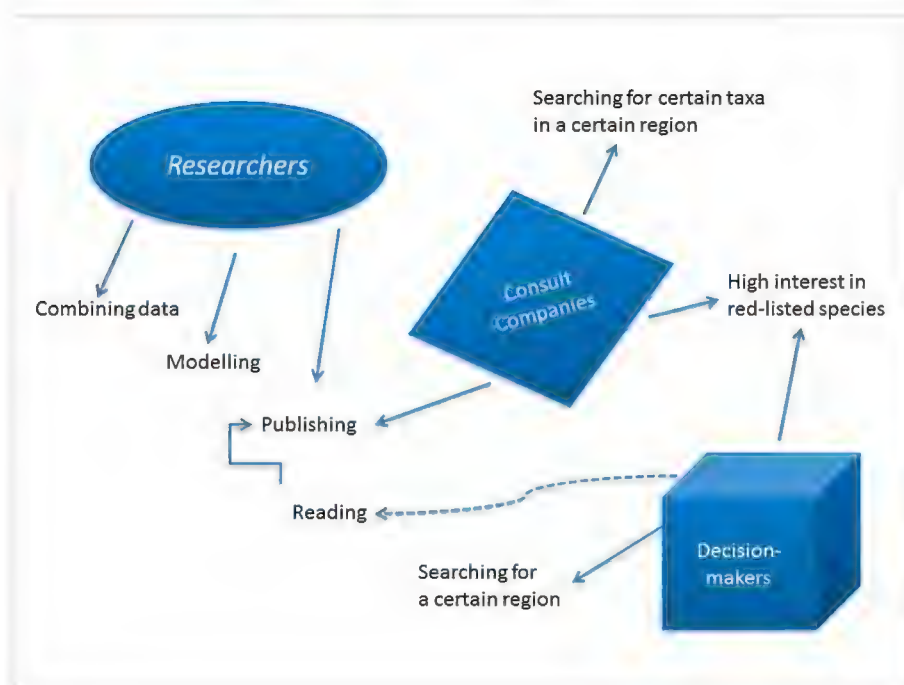 Researchers
Searching for certain taxa
in a certain region
Consult
Companies
High interest in
red-listed species
Combining data
Modelling
Publishing
Reading
Decision-
makers
Searching for
a certain region